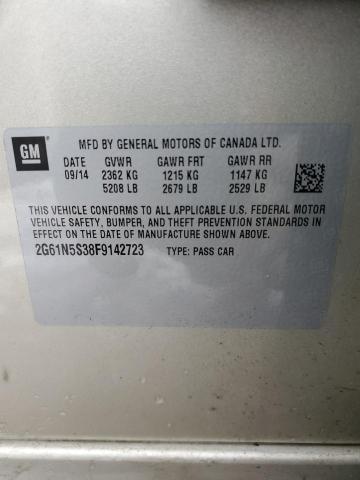 GM
MFD BY GENERAL MOTORS OF CANADA LTD.
DATE GVWR GAWR FRT GAWR RR
09/14 2362 KG 1215 KG 1147 KG
5208 LB 2679 LB 2529 LB
THIS VEHICLE CONFORMS TO ALL APPLICABLE U.S. FEDERAL MOTOR
VEHICLE SAFETY, BUMPER, AND THEFT PREVENTION STANDARDS IN
EFFECT ON THE DATE OF MANUFACTURE SHOWN ABOVE.
2G61N5S38F9142723 TYPE: PASS CAR